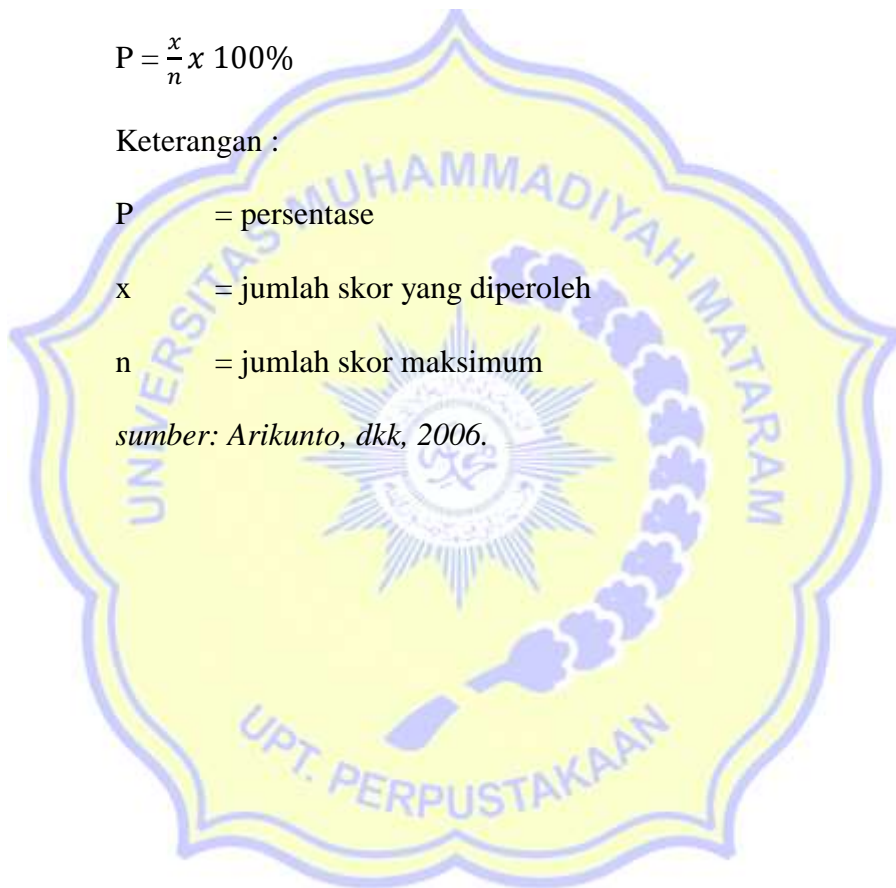 P = x/n x 100%
Keterangan :
P = persentase
x = jumlah skor yang diperoleh
n = jumlah skor maksimum
sumber: Arikunto, dkk, 2006.
UNIVERSITAS MUHAMMADIYAH MATARAM
UPT. PERPUSTAKAAN